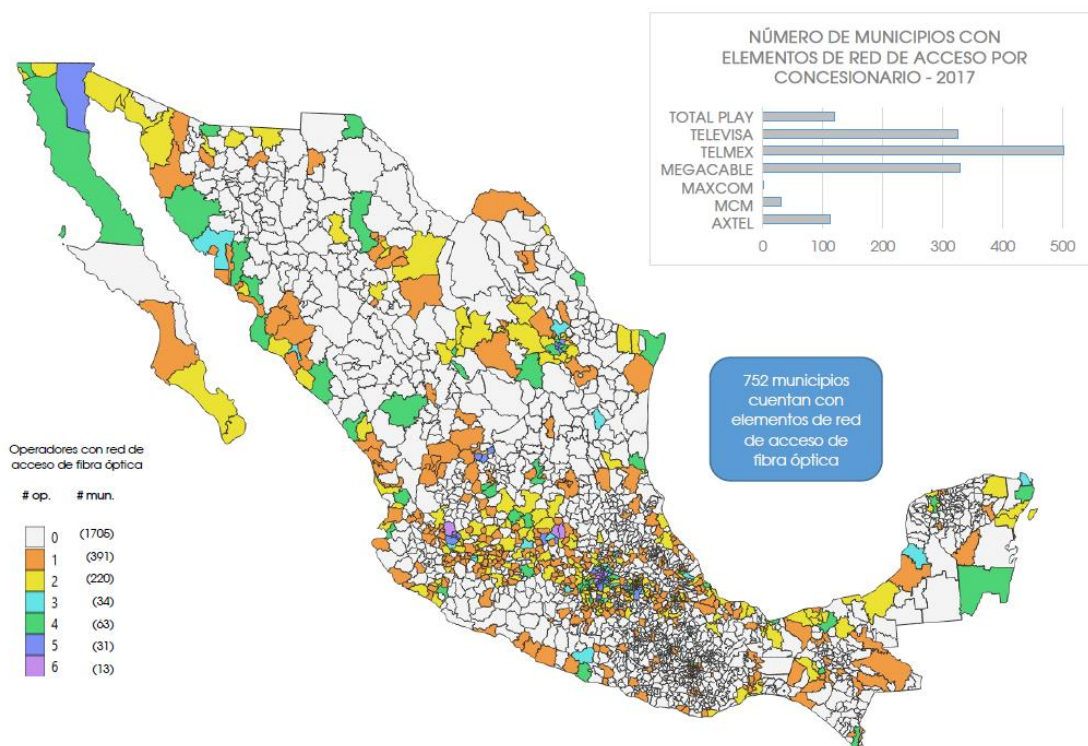 NÚMERO DE MUNICIPIOS CON
ELEMENTOS DE RED DE ACCESO POR
CONCESIONARIO - 2017
TOTAL PLAY
TELEVISA
TELMEX
MEGACABLE
MAXCOM
MCM
AXTEL
0 100 200 300 400 500
752 municipios
cuentan con
elementos de red
de acceso de
fibra óptica
Operadores con red de
acceso de fibra óptica
# op. # mun.
0 (1705)
1 (391)
2 (220)
3 (34)
4 (63)
5 (31)
6 (13)